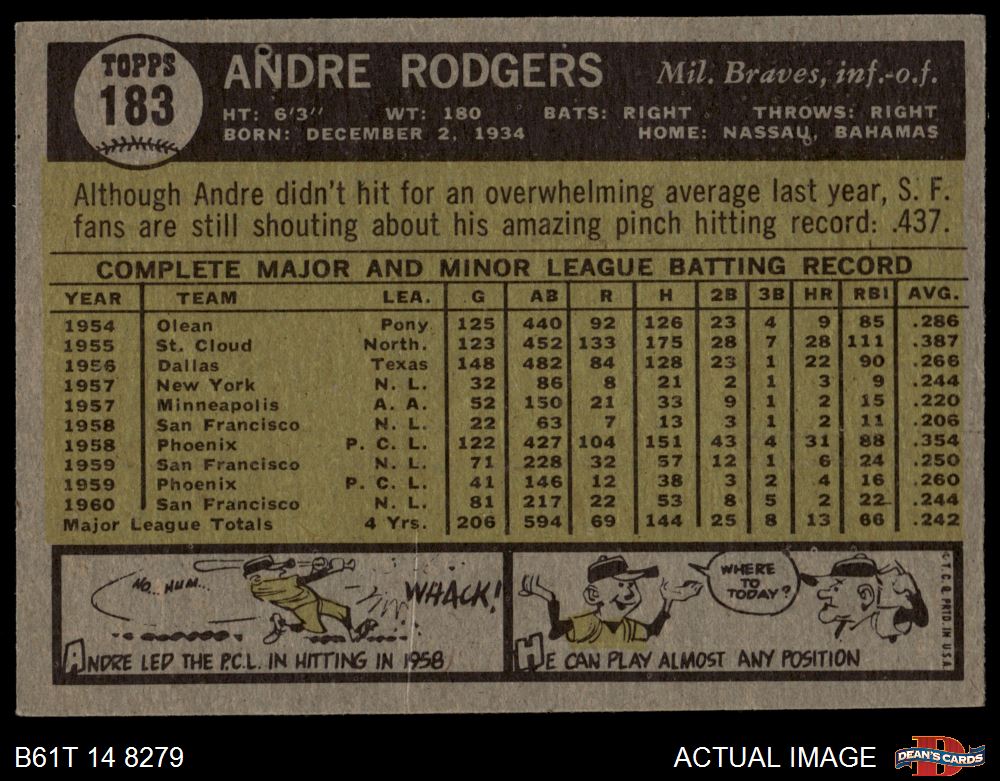 TOPPS
183
ANDRE RODGERS Mil. Braves, inf.-o.f.
HT: 6'3" WT: 180 BATS: RIGHT THROWS: RIGHT
BORN: DECEMBER 2, 1934 HOME: NASSAU, BAHAMAS
Although Andre didn't hit for an overwhelming average last year, S. F.
fans are still shouting about his amazing pinch hitting record: .437.
COMPLETE MAJOR AND MINOR LEAGUE BATTING RECORD
YEAR TEAM LEA. G AB R H 2B 3B HR RBI AVG.
1954 Olean Pony 125 440 92 126 23 4 9 85 .286
1955 St. Cloud North. 123 452 133 175 28 7 28 111 .387
1956 Dallas Texas 148 482 84 128 23 1 22 90 .266
1957 New York N. L. 32 86 8 21 2 1 3 9 .244
1957 Minneapolis A. A. 52 150 21 33 9 1 2 15 .220
1958 San Francisco N. L. 22 63 7 13 3 1 2 11 .206
1958 Phoenix P. C. L. 122 427 104 151 43 4 31 88 .354
1959 San Francisco N. L. 71 228 32 57 12 1 6 24 .250
1959 Phoenix P. C. L. 41 146 12 38 3 2 4 16 .260
1960 San Francisco N. L. 81 217 22 53 8 5 2 22 .244
Major League Totals 4 Yrs. 206 594 69 144 25 8 13 66 .242
HO.. HUM...
WHACK!
ANDRE LED THE P.C.L. IN HITTING IN 1958
WHERE
TO
TODAY?
HE CAN PLAY ALMOST ANY POSITION
© T. C. G. PRTD. IN U.S.A.
B61T 14 8279
ACTUAL IMAGE
D
DEAN'S CARDS